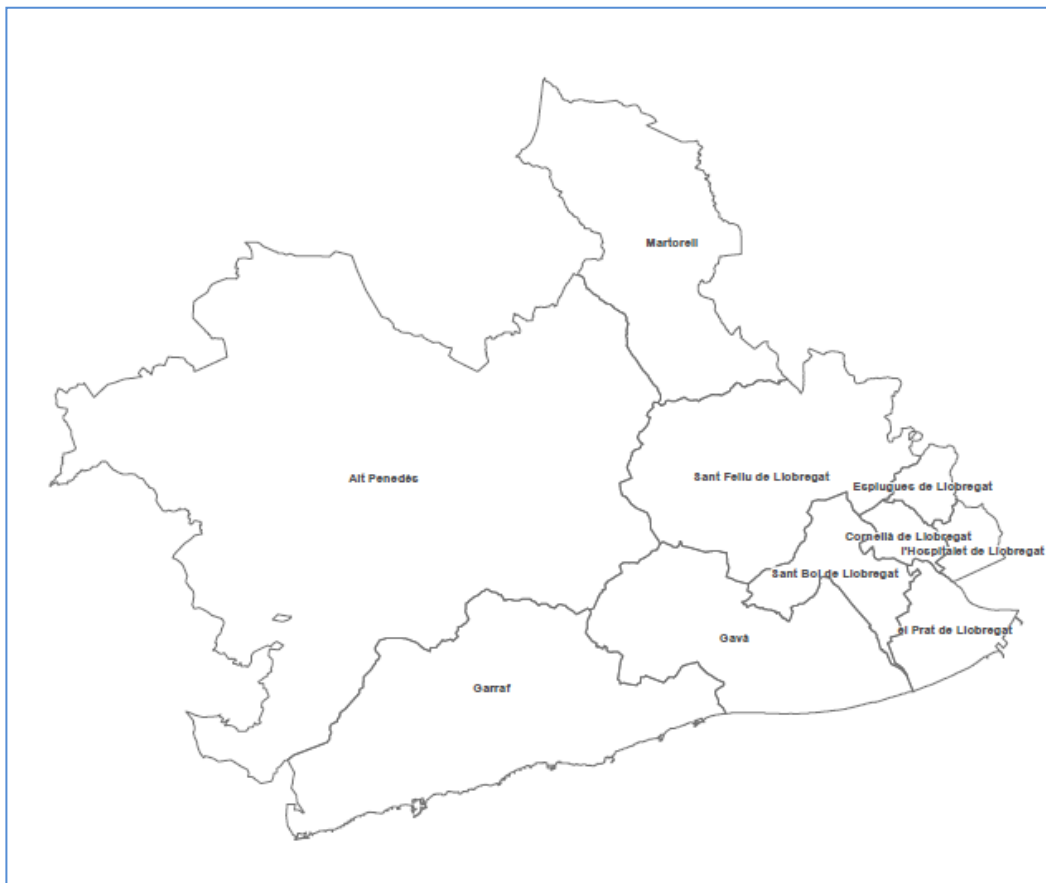 Martorell
Alt Penedès
Sant Feliu de Llobregat
Esplugues de Llobregat
Cornellà de Llobregat
l'Hospitalet de Llobregat
Sant Boi de Llobregat
el Prat de Llobregat
Gavà
Garraf